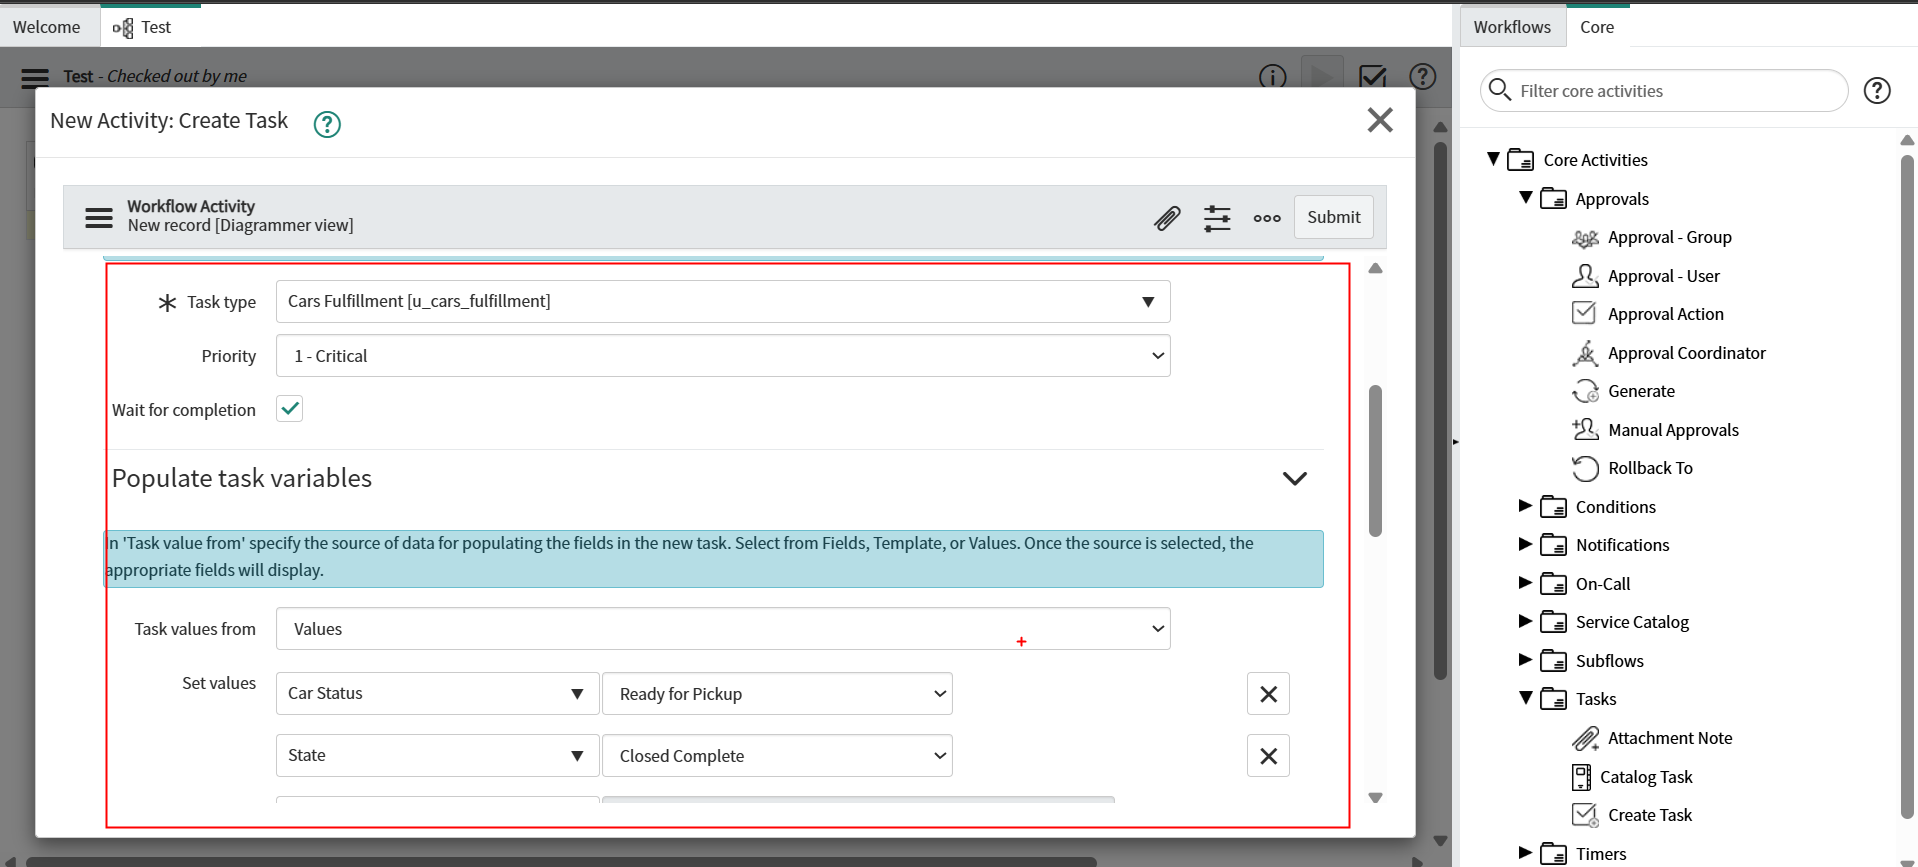 Welcome
Test
Workflows
Core
Test - Checked out by me
Filter core activities
New Activity: Create Task
Workflow Activity
New record [Diagrammer view]
Submit
Task type
Cars Fulfillment [u_cars_fulfillment]
Priority
1 - Critical
Wait for completion
Populate task variables
In 'Task value from' specify the source of data for populating the fields in the new task. Select from Fields, Template, or Values. Once the source is selected, the
appropriate fields will display.
Task values from
Values
Set values
Car Status
Ready for Pickup
State
Closed Complete
Core Activities
Approvals
Approval - Group
Approval - User
Approval Action
Approval Coordinator
Generate
Manual Approvals
Rollback To
Conditions
Notifications
On-Call
Service Catalog
Subflows
Tasks
Attachment Note
Catalog Task
Create Task
Timers